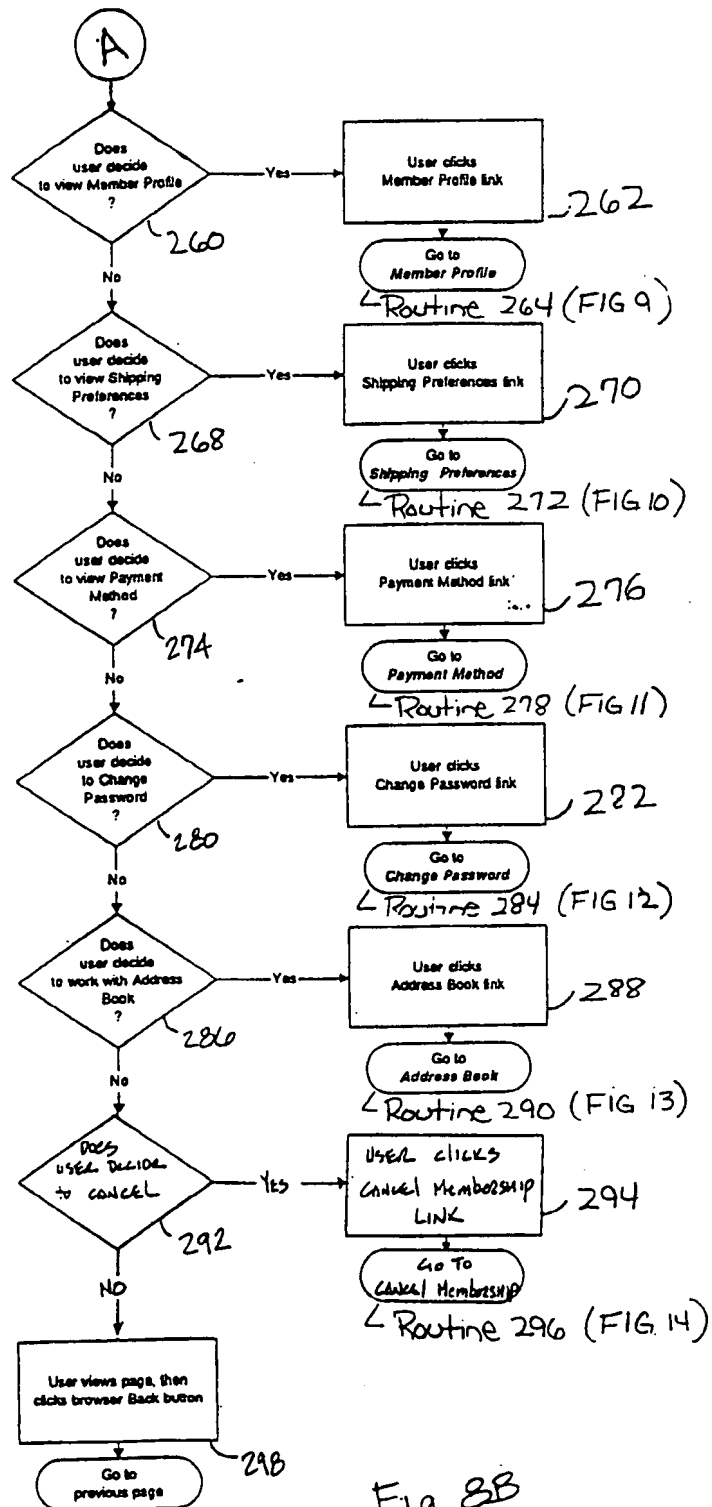 A
Does
user decide
to view Member Profile
?
Yes
User clicks
Member Profile link
262
260
Go to
Member Profile
Routine 264 (FIG 9)
No
Does
user decide
to view Shipping
Preferences
?
Yes
User clicks
Shipping Preferences link
270
268
Go to
Shipping Preferences
Routine 272 (FIG 10)
No
Does
user decide
to view Payment
Method
?
Yes
User clicks
Payment Method link
276
274
Go to
Payment Method
Routine 278 (FIG 11)
No
Does
user decide
to Change
Password
?
Yes
User clicks
Change Password link
282
280
Go to
Change Password
Routine 284 (FIG 12)
No
Does
user decide
to work with Address
Book
?
Yes
User clicks
Address Book link
288
286
Go to
Address Book
Routine 290 (FIG 13)
No
DOES
USER DECIDE
to CANCEL
YES
USER clicks
CANCEL MemberSHIP
LINK
294
292
GO TO
CANCEl MemberSHIP
Routine 296 (FIG. 14)
NO
User views page, then
clicks browser Back button
298
Go to
previous page
Fig. 8B